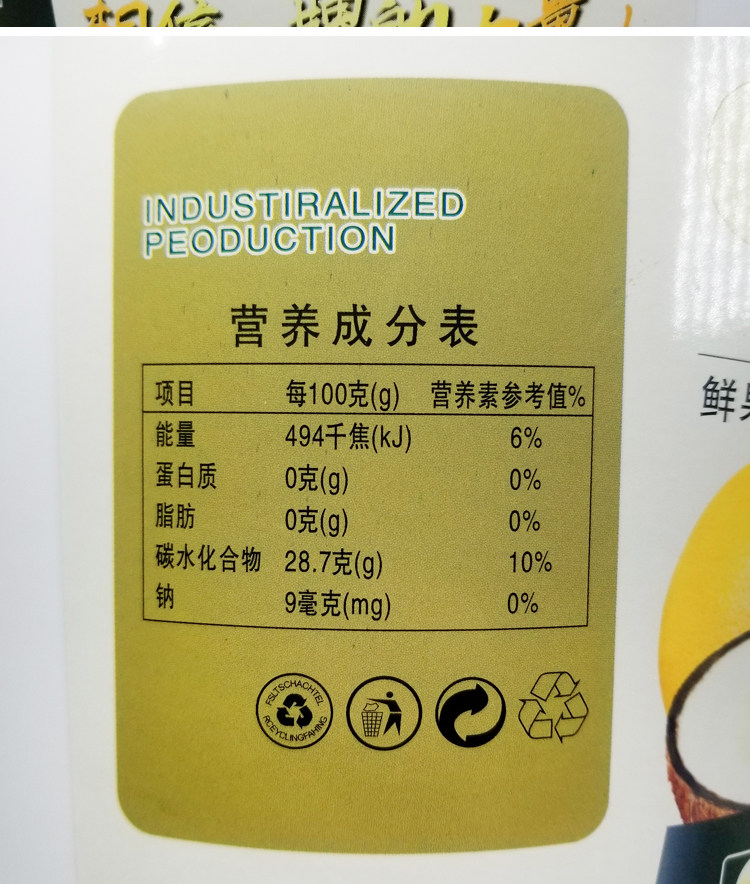 INDUSTIRALIZED
PEODUCTION
营养成分表
项目 每100克(g) 营养素参考值%
能量 494千焦(kJ) 6%
蛋白质 0克(g) 0%
脂肪 0克(g) 0%
碳水化合物 28.7克(g) 10%
钠 9毫克(mg) 0%
鲜